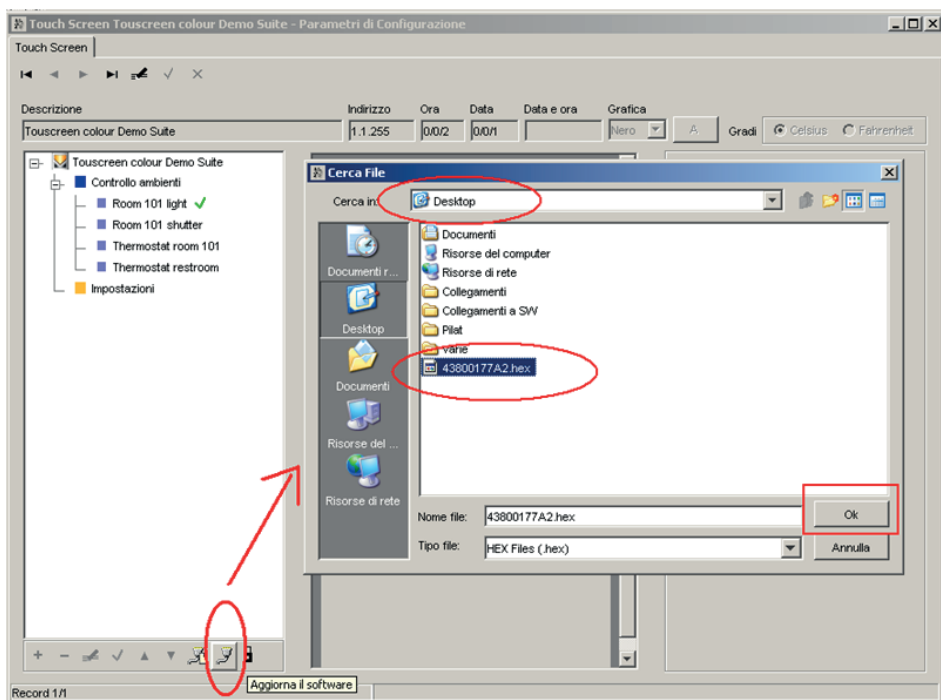 Touch Screen Touscreen colour Demo Suite - Parametri di Configurazione
Touch Screen
Descrizione Indirizzo Ora Data Data e ora Grafica
Touscreen colour Demo Suite 1.1.255 0/0/2 0/0/1 Nero A Gradi Celsius Fahrenheit
Touscreen colour Demo Suite
Controllo ambienti
Room 101 light
Room 101 shutter
Thermostat room 101
Thermostat restroom
Impostazioni
Cerca File
Cerca in: Desktop
Documenti r...
Desktop
Documenti
Risorse del ...
Risorse di rete
Documenti
Risorse del computer
Risorse di rete
Collegamenti
Collegamenti a SW
Pilat
varie
43800177A2.hex
Nome file: 43800177A2.hex Ok
Tipo file: HEX Files (.hex) Annulla
Aggiorna il software
Record 1/1